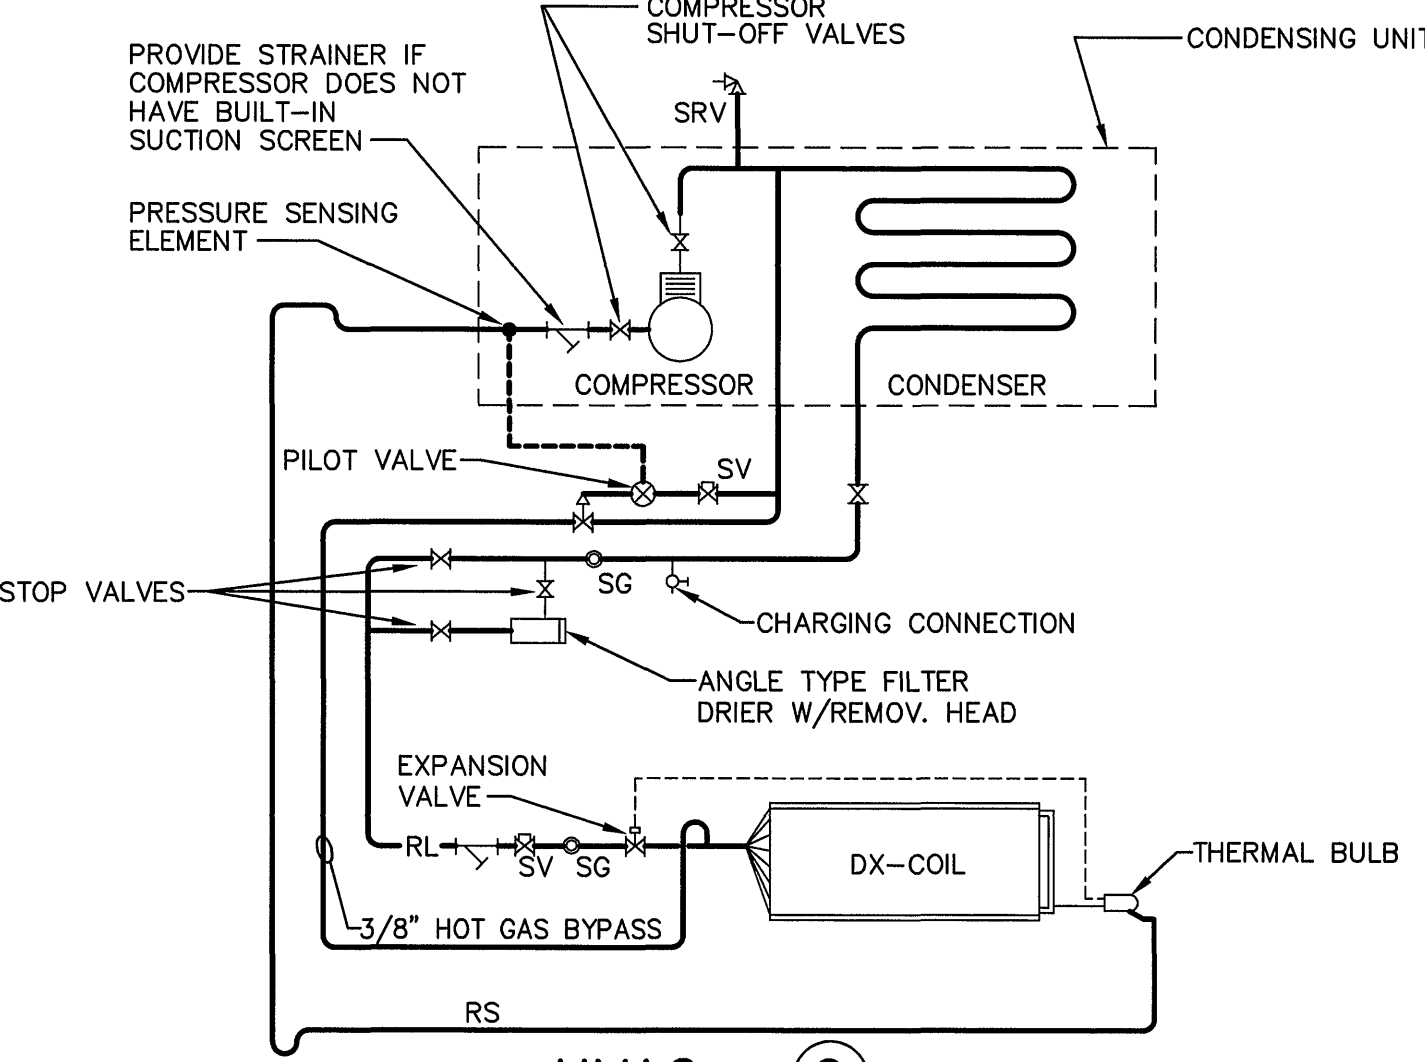 COMPRESSOR
SHUT-OFF VALVES
CONDENSING UNIT
PROVIDE STRAINER IF
COMPRESSOR DOES NOT
HAVE BUILT-IN
SUCTION SCREEN
SRV
PRESSURE SENSING
ELEMENT
COMPRESSOR
CONDENSER
PILOT VALVE
SV
STOP VALVES
SG
CHARGING CONNECTION
ANGLE TYPE FILTER
DRIER W/REMOV. HEAD
EXPANSION
VALVE
RL
SV
SG
DX-COIL
THERMAL BULB
3/8" HOT GAS BYPASS
RS